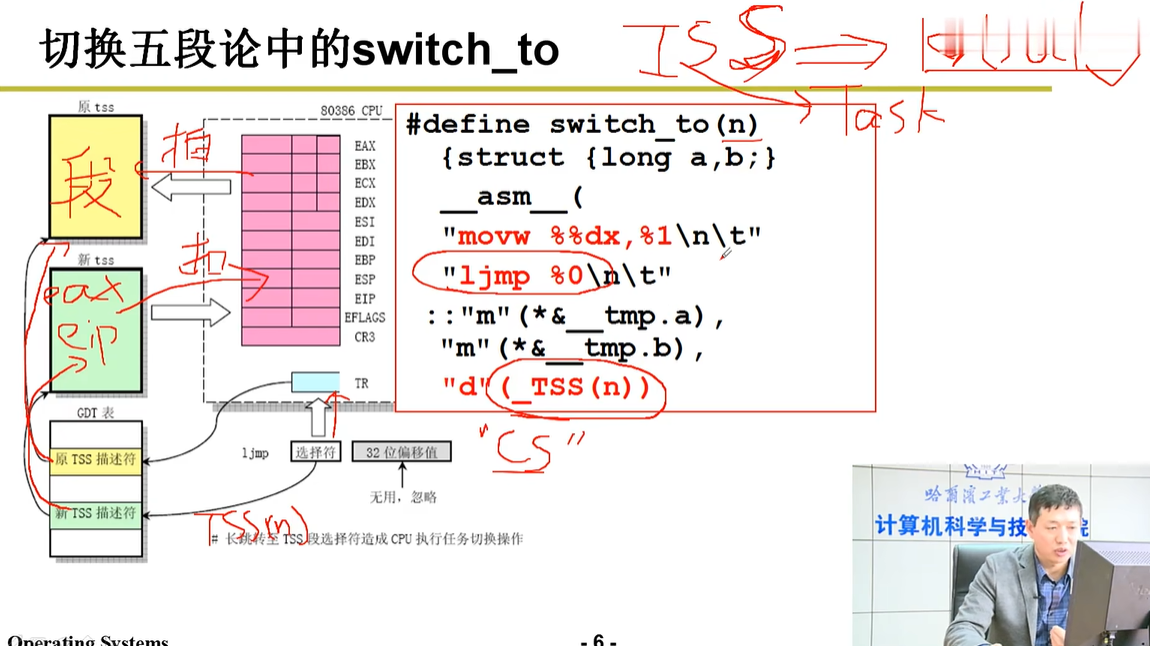 切换五段论中的switch_to
TSS
Task
原tss
段
拍
新tss
eax
eip
扣
80386 CPU
EAX
EBX
ECX
EDX
ESI
EDI
EBP
ESP
EIP
EFLAGS
CR3
TR
#define switch_to(n)
{struct {long a,b;}
__asm__(
"movw %%dx,%1\n\t"
"ljmp %0\n\t"
::"m"(*&__tmp.a),
"m"(*&__tmp.b),
"d"(_TSS(n))
"CS"
GDT 表
原 TSS 描述符
新 TSS 描述符
ljmp
选择符
32 位偏移值
无用，忽略
TSS(n)
# 长跳转至 TSS 段选择符造成 CPU 执行任务切换操作
哈尔滨工业大
计算机科学与技
院
Operating Systems
- 6 -